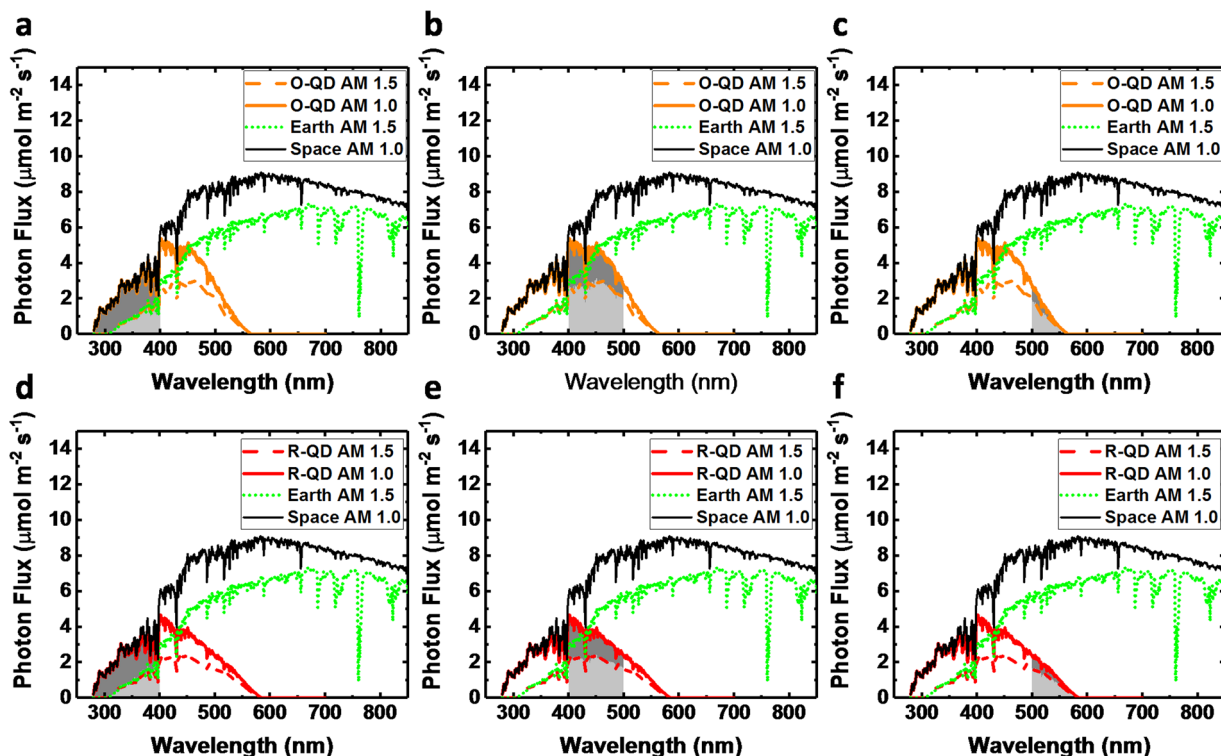 a
Photon Flux (μmol m⁻² s⁻¹)
14
12
10
8
6
4
2
0
O-QD AM 1.5
O-QD AM 1.0
Earth AM 1.5
Space AM 1.0
300 400 500 600 700 800
Wavelength (nm)
b
Photon Flux (μmol m⁻² s⁻¹)
14
12
10
8
6
4
2
0
O-QD AM 1.5
O-QD AM 1.0
Earth AM 1.5
Space AM 1.0
300 400 500 600 700 800
Wavelength (nm)
c
Photon Flux (μmol m⁻² s⁻¹)
14
12
10
8
6
4
2
0
O-QD AM 1.5
O-QD AM 1.0
Earth AM 1.5
Space AM 1.0
300 400 500 600 700 800
Wavelength (nm)
d
Photon Flux (μmol m⁻² s⁻¹)
14
12
10
8
6
4
2
0
R-QD AM 1.5
R-QD AM 1.0
Earth AM 1.5
Space AM 1.0
300 400 500 600 700 800
Wavelength (nm)
e
Photon Flux (μmol m⁻² s⁻¹)
14
12
10
8
6
4
2
0
R-QD AM 1.5
R-QD AM 1.0
Earth AM 1.5
Space AM 1.0
300 400 500 600 700 800
Wavelength (nm)
f
Photon Flux (μmol m⁻² s⁻¹)
14
12
10
8
6
4
2
0
R-QD AM 1.5
R-QD AM 1.0
Earth AM 1.5
Space AM 1.0
300 400 500 600 700 800
Wavelength (nm)